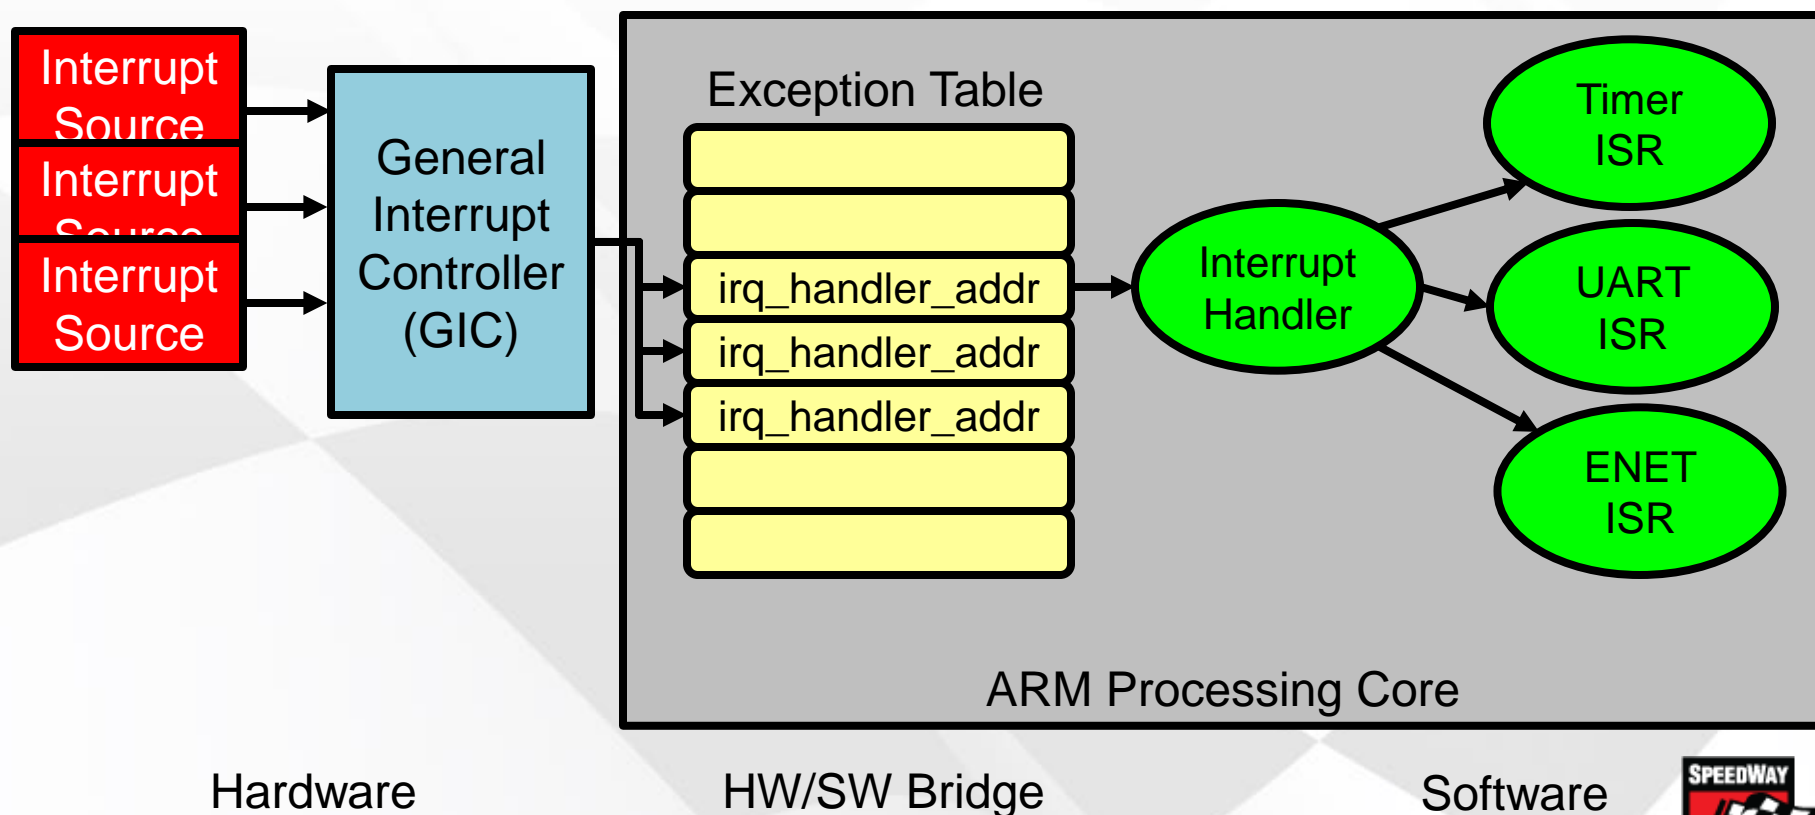 Interrupt
Source
Interrupt
Source
Interrupt
Source
General
Interrupt
Controller
(GIC)
Exception Table
irq_handler_addr
irq_handler_addr
irq_handler_addr
Interrupt
Handler
Timer
ISR
UART
ISR
ENET
ISR
ARM Processing Core
Hardware
HW/SW Bridge
Software
SPEEDWAY